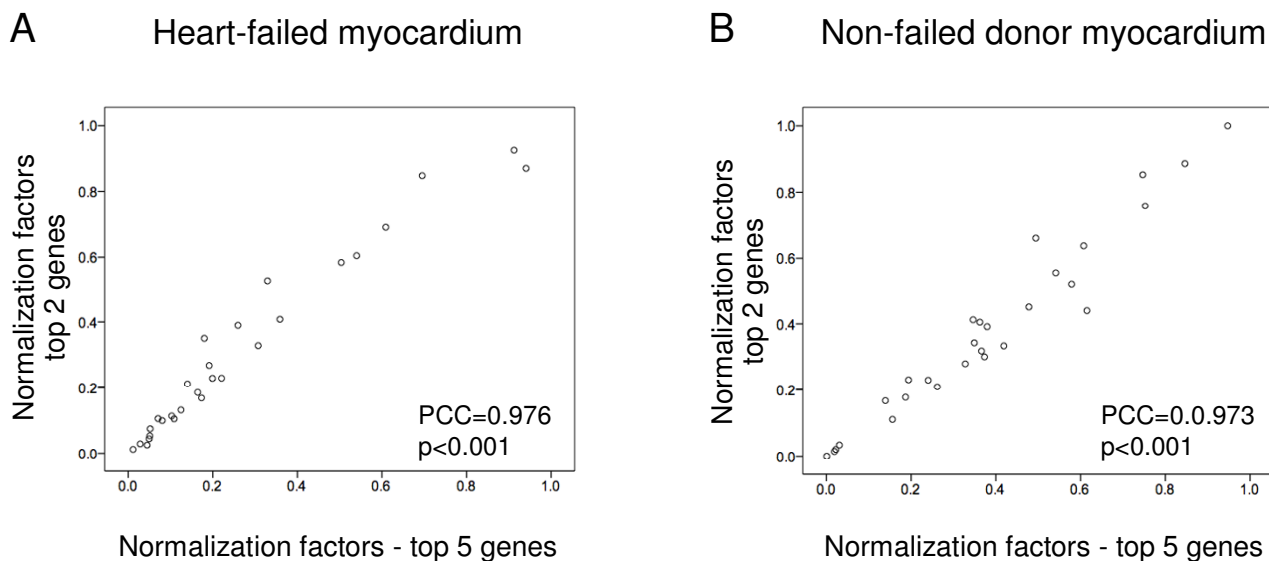 A
Heart-failed myocardium
Normalization factors
top 2 genes
1.0
0.8
0.6
0.4
0.2
0.0
PCC=0.976
p<0.001
0.0 0.2 0.4 0.6 0.8 1.0
Normalization factors - top 5 genes
B
Non-failed donor myocardium
Normalization factors
top 2 genes
1.0
0.8
0.6
0.4
0.2
0.0
PCC=0.0.973
p<0.001
0.0 0.2 0.4 0.6 0.8 1.0
Normalization factors - top 5 genes